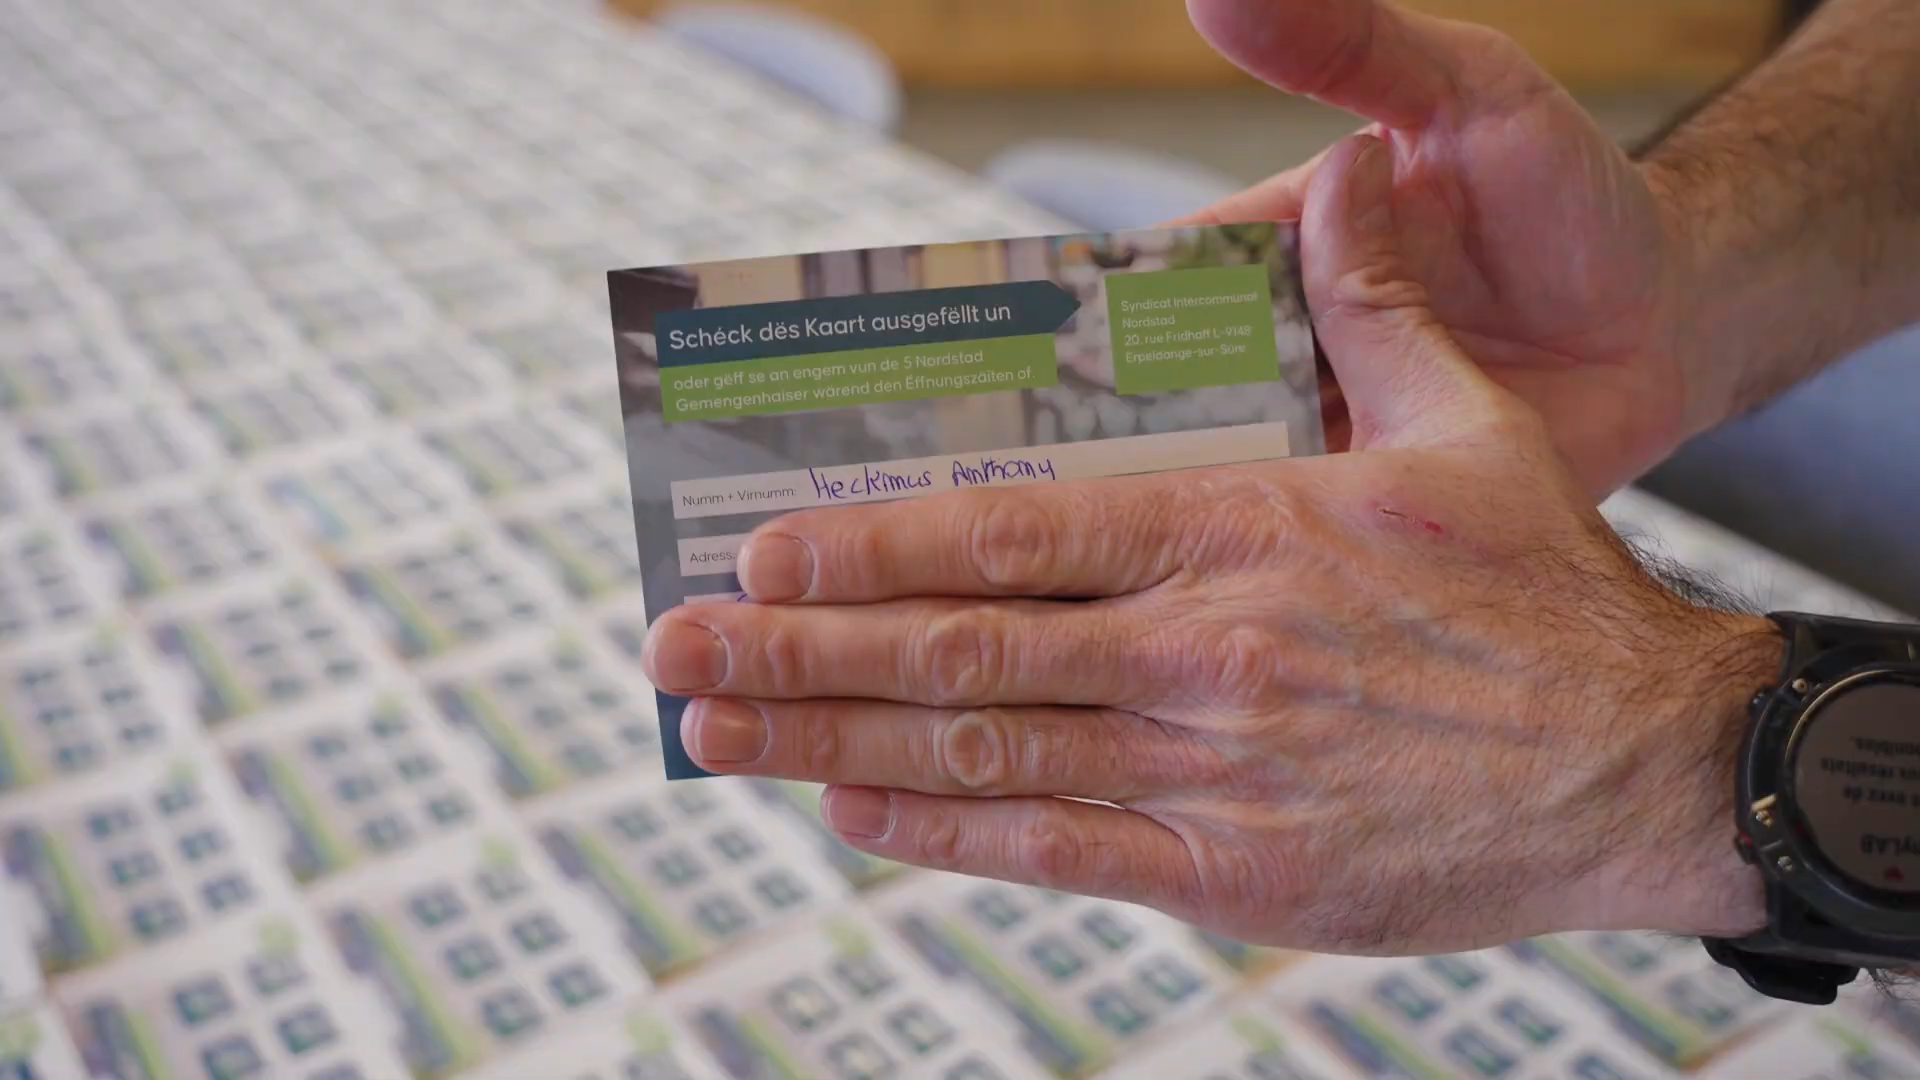 Schéck dës Kaart ausgefëllt un
oder gëff se an engem vun de 5 Nordstad
Gemengenhaiser wärend den Ëffnungszäiten of.
Syndicat Intercommunal
Nordstad
20, rue Fridhaff L-9148
Erpeldange-sur-Sûre
Numm + Virnumm: Heckmus Anthony
Adress: